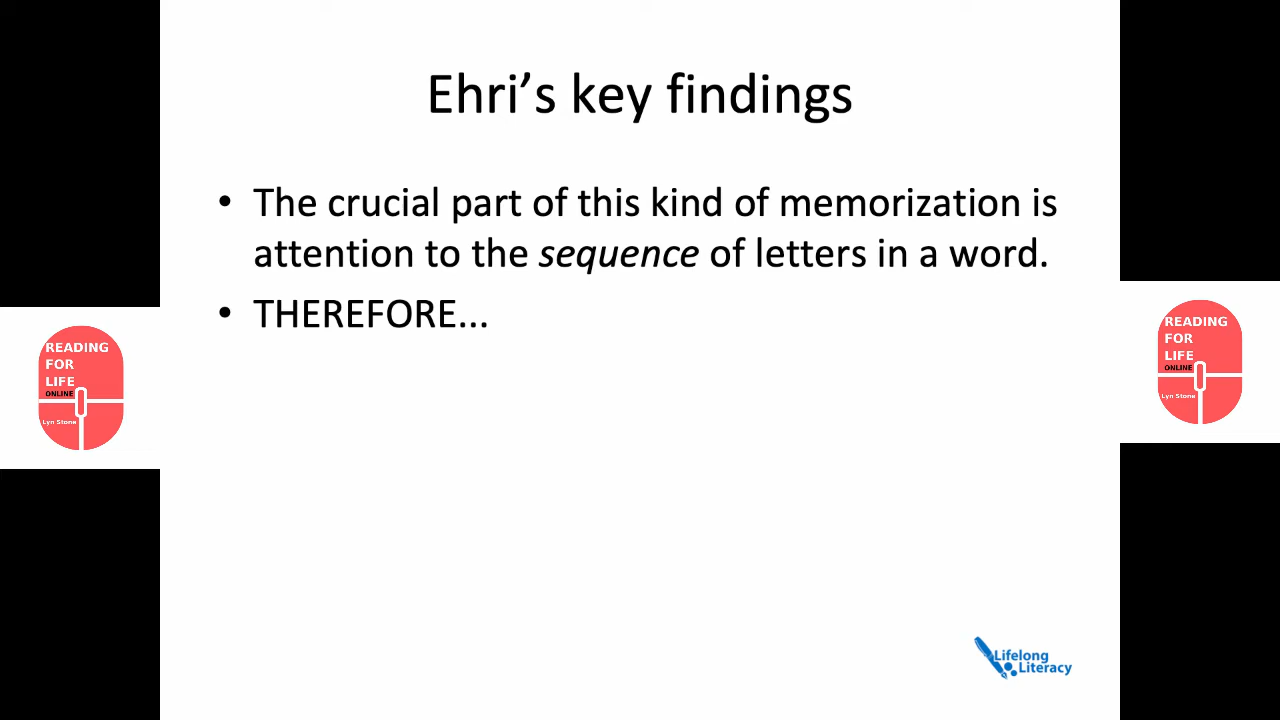 Ehri’s key findings
• The crucial part of this kind of memorization is
attention to the sequence of letters in a word.
• THEREFORE...
READING
FOR
LIFE
ONLINE
Lyn Stone
READING
FOR
LIFE
ONLINE
Lyn Stone
Lifelong
Literacy